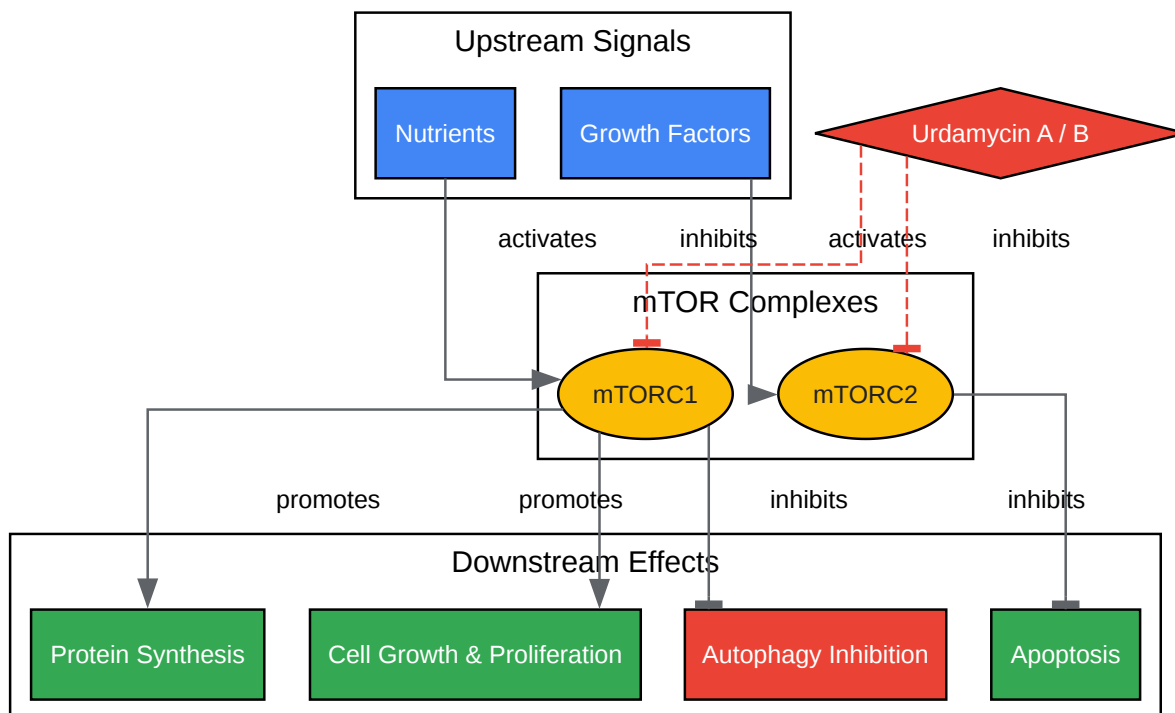 Upstream Signals
Nutrients
Growth Factors
Urdamycin A / B
activates
inhibits
activates
inhibits
mTOR Complexes
mTORC1
mTORC2
promotes
promotes
inhibits
inhibits
Downstream Effects
Protein Synthesis
Cell Growth & Proliferation
Autophagy Inhibition
Apoptosis